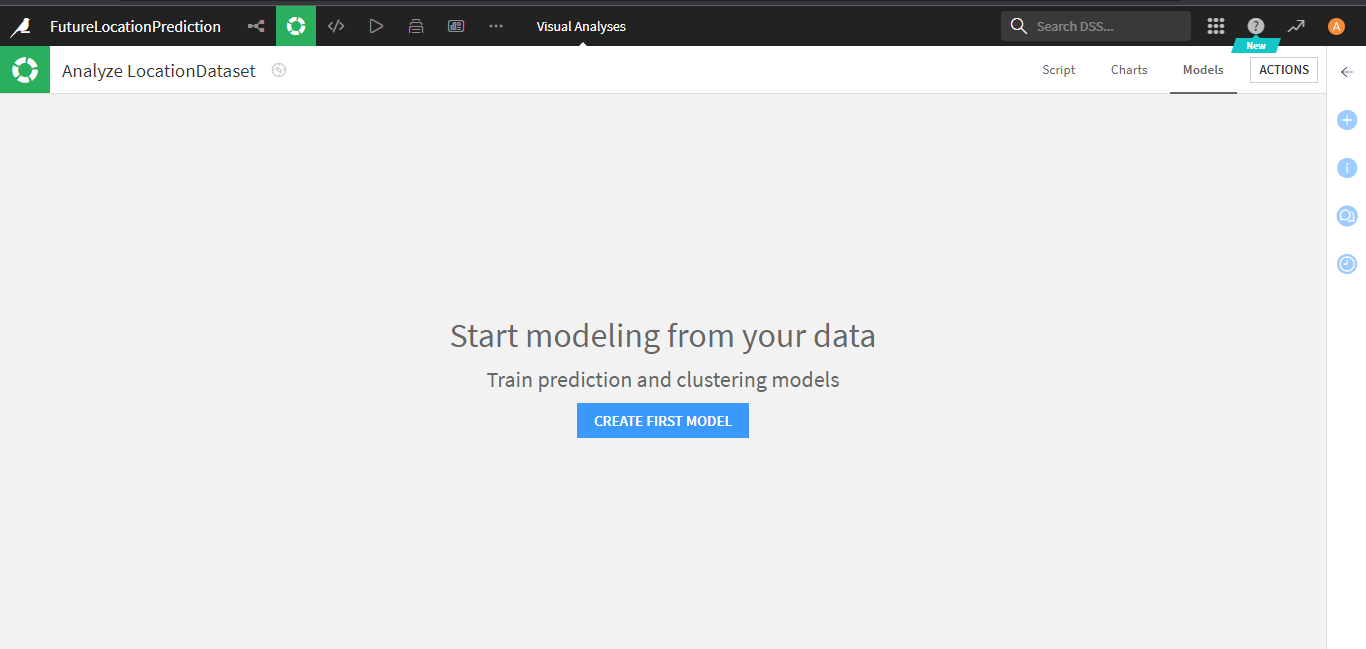 FutureLocationPrediction
Visual Analyses
Search DSS...
?
A
New
Analyze LocationDataset
Script
Charts
Models
ACTIONS
Start modeling from your data
Train prediction and clustering models
CREATE FIRST MODEL